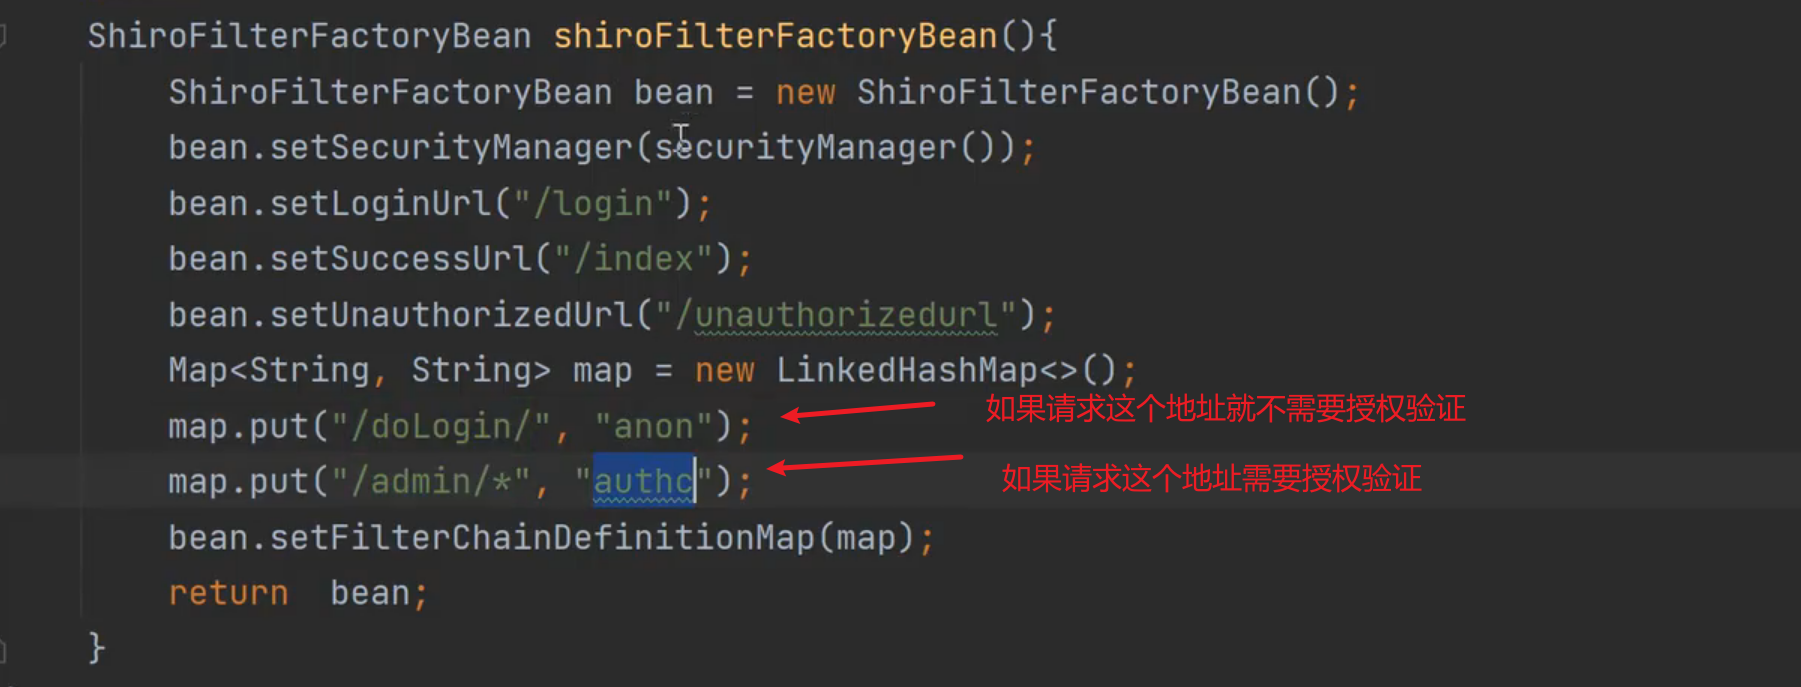 ShiroFilterFactoryBean shiroFilterFactoryBean(){
ShiroFilterFactoryBean bean = new ShiroFilterFactoryBean();
bean.setSecurityManager(securityManager());
bean.setLoginUrl("/login");
bean.setSuccessUrl("/index");
bean.setUnauthorizedUrl("/unauthorizedurl");
Map<String, String> map = new LinkedHashMap<>();
map.put("/doLogin/", "anon"); 如果请求这个地址就不需要授权验证
map.put("/admin/*", "authc"); 如果请求这个地址需要授权验证
bean.setFilterChainDefinitionMap(map);
return bean;
}